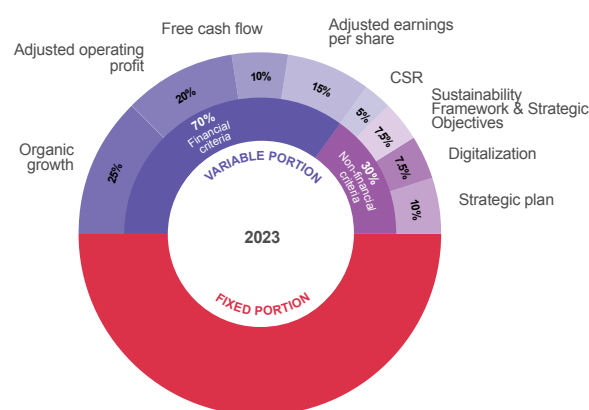 Free cash flow
Adjusted earnings
per share
Adjusted operating
profit
CSR
Sustainability
Framework & Strategic
Objectives
Organic
growth
Digitalization
Strategic plan
25%
20%
10%
15%
5%
7.5%
7.5%
10%
70%
Financial
criteria
30%
Non-financial
criteria
VARIABLE PORTION
2023
FIXED PORTION